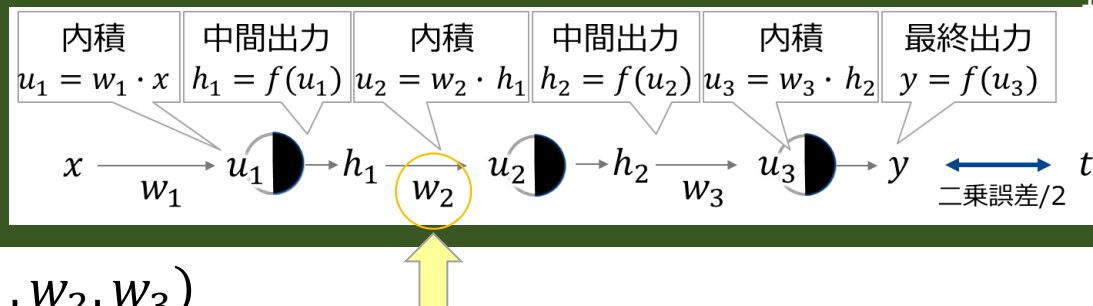 内積 中間出力 内積 中間出力 内積 最終出力
u₁ = w₁ · x h₁ = f(u₁) u₂ = w₂ · h₁ h₂ = f(u₂) u₃ = w₃ · h₂ y = f(u₃)
x u₁ h₁ u₂ h₂ u₃ y t
w₁ w₂ w₃ 二乗誤差/2
, w₂, w₃)